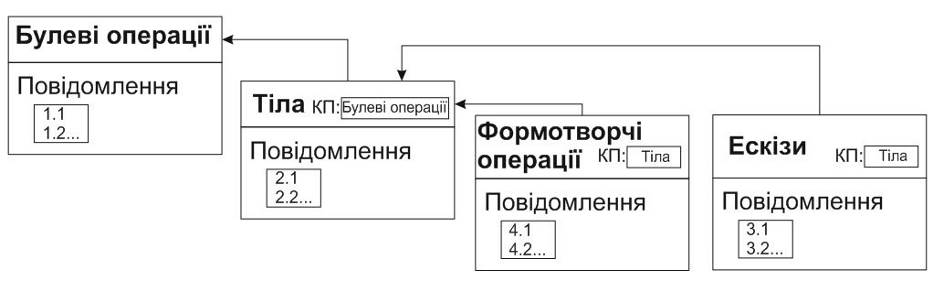 Булеві операції
Повідомлення
1.1
1.2...
Тіла КП: Булеві операції
Повідомлення
2.1
2.2...
Формотворчі
операції КП: Тіла
Повідомлення
4.1
4.2...
Ескізи КП: Тіла
Повідомлення
3.1
3.2...